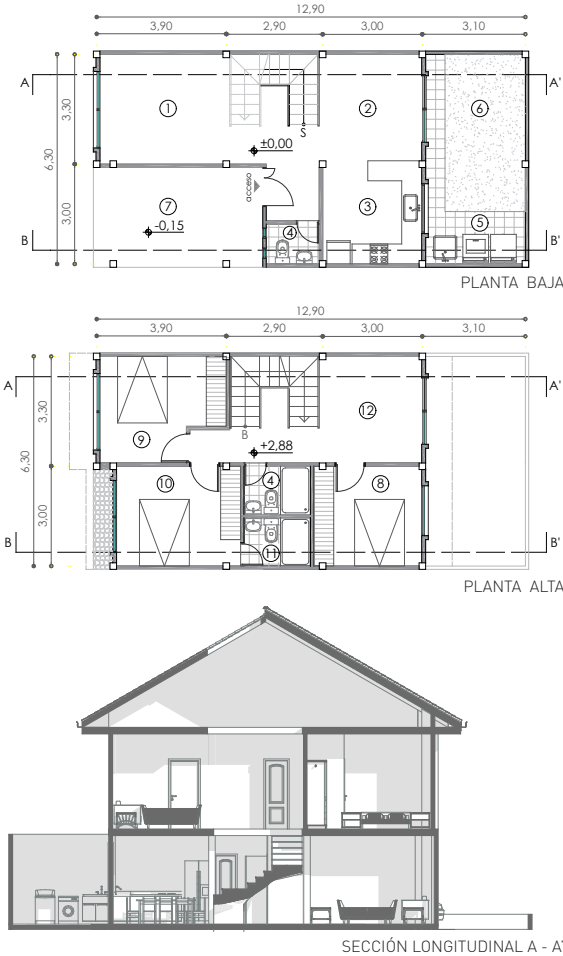 12,90
3,90 2,90 3,00 3,10
A A'
6,30 3,30 3,00
1 2 6
S
±0,00
acceso
7 3
-0,15
4 5
B B'
PLANTA BAJA
12,90
3,90 2,90 3,00 3,10
A A'
6,30 3,30 3,00
12
9 B
+2,88
10 4 8
11
B B'
PLANTA ALTA
SECCIÓN LONGITUDINAL A - A'